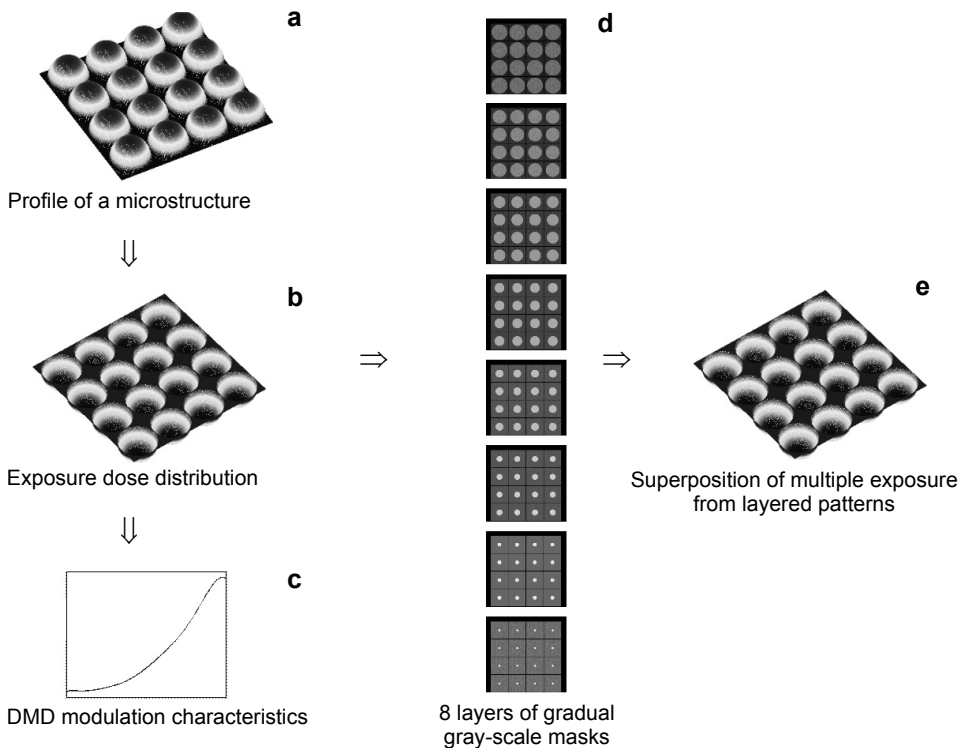 a
Profile of a microstructure
⇓
b
Exposure dose distribution
⇓
c
DMD modulation characteristics
⇒
d
8 layers of gradual
gray-scale masks
⇒
e
Superposition of multiple exposure
from layered patterns